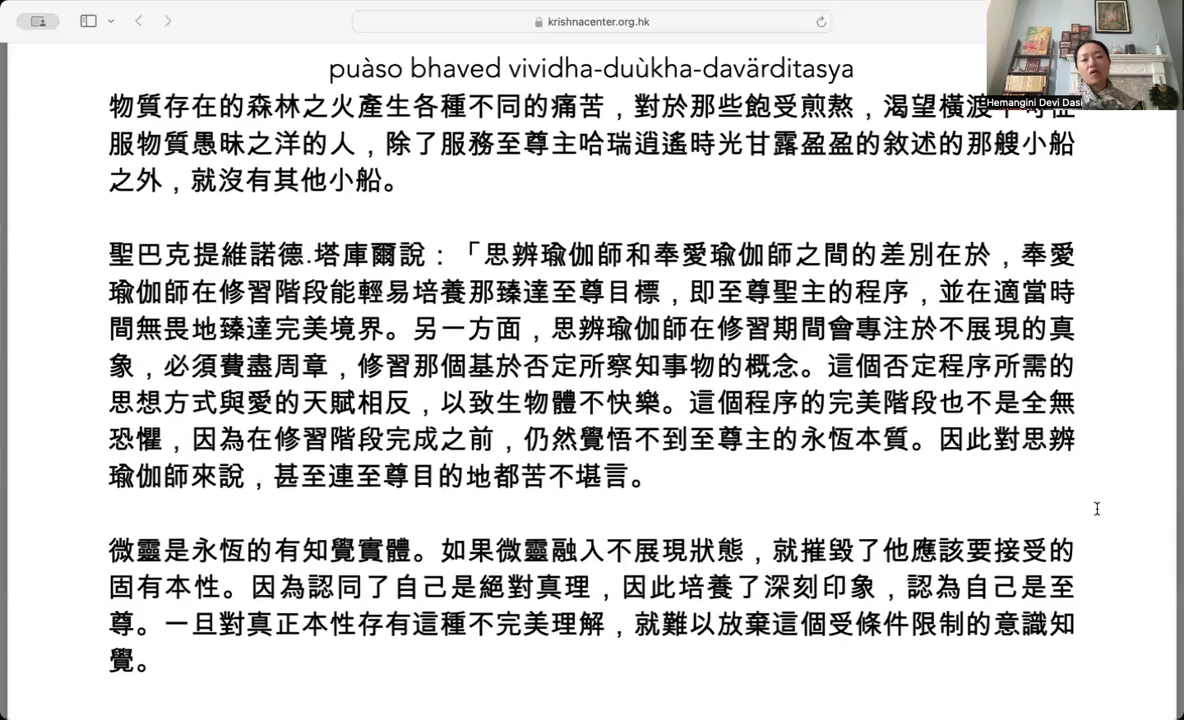 krishnacenter.org.hk
Hemangini Devi Dasi
puàso bhaved vividha-duùkha-davärditasya
物質存在的森林之火產生各種不同的痛苦，對於那些飽受煎熬，渴望橫渡
服物質愚昧之洋的人，除了服務至尊主哈瑞逍遙時光甘露盈盈的敘述的那艘小船
之外，就沒有其他小船。
聖巴克提維諾德.塔庫爾說：「思辨瑜伽師和奉愛瑜伽師之間的差別在於，奉愛
瑜伽師在修習階段能輕易培養那臻達至尊目標，即至尊聖主的程序，並在適當時
間無畏地臻達完美境界。另一方面，思辨瑜伽師在修習期間會專注於不展現的真
象，必須費盡周章，修習那個基於否定所察知事物的概念。這個否定程序所需的
思想方式與愛的天賦相反，以致生物體不快樂。這個程序的完美階段也不是全無
恐懼，因為在修習階段完成之前，仍然覺悟不到至尊主的永恆本質。因此對思辨
瑜伽師來說，甚至連至尊目的地都苦不堪言。
微靈是永恆的有知覺實體。如果微靈融入不展現狀態，就摧毀了他應該要接受的
固有本性。因為認同了自己是絕對真理，因此培養了深刻印象，認為自己是至
尊。一旦對真正本性存有這種不完美理解，就難以放棄這個受條件限制的意識知
覺。